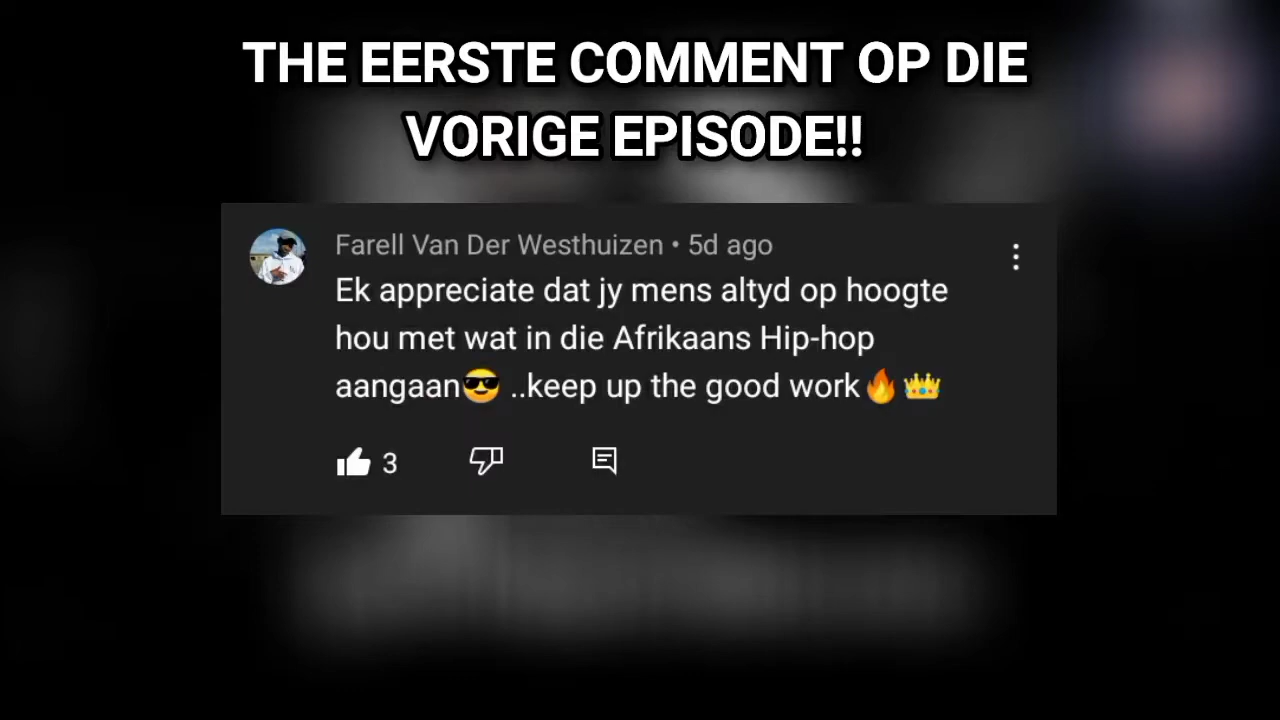 THE EERSTE COMMENT OP DIE
VORIGE EPISODE!!
Farell Van Der Westhuizen • 5d ago
Ek appreciate dat jy mens altyd op hoogte
hou met wat in die Afrikaans Hip-hop
aangaan😎 ..keep up the good work🔥👑
3